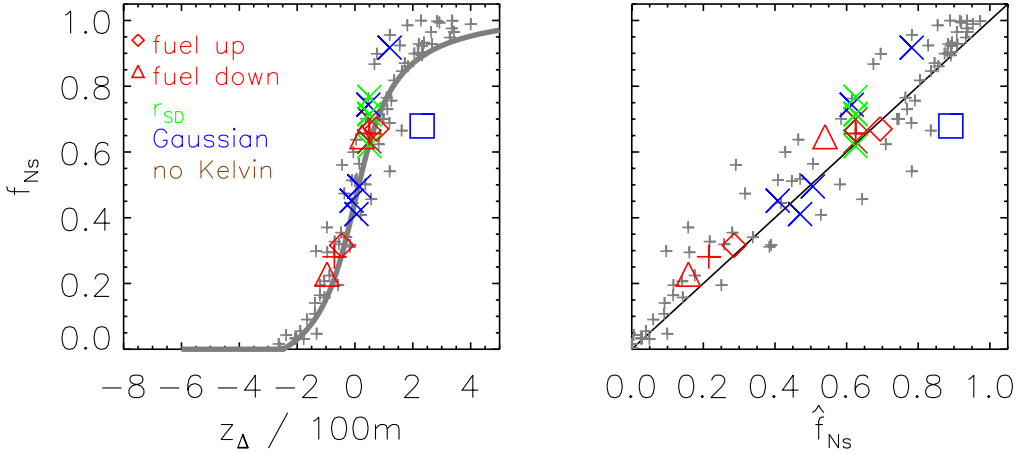 1.0
0.8
0.6
0.4
0.2
0.0
f_Ns
fuel up
fuel down
r_SD
Gaussian
no Kelvin
−8 −6 −4 −2 0 2 4
z_Δ / 100m
0.0 0.2 0.4 0.6 0.8 1.0
f̂_Ns